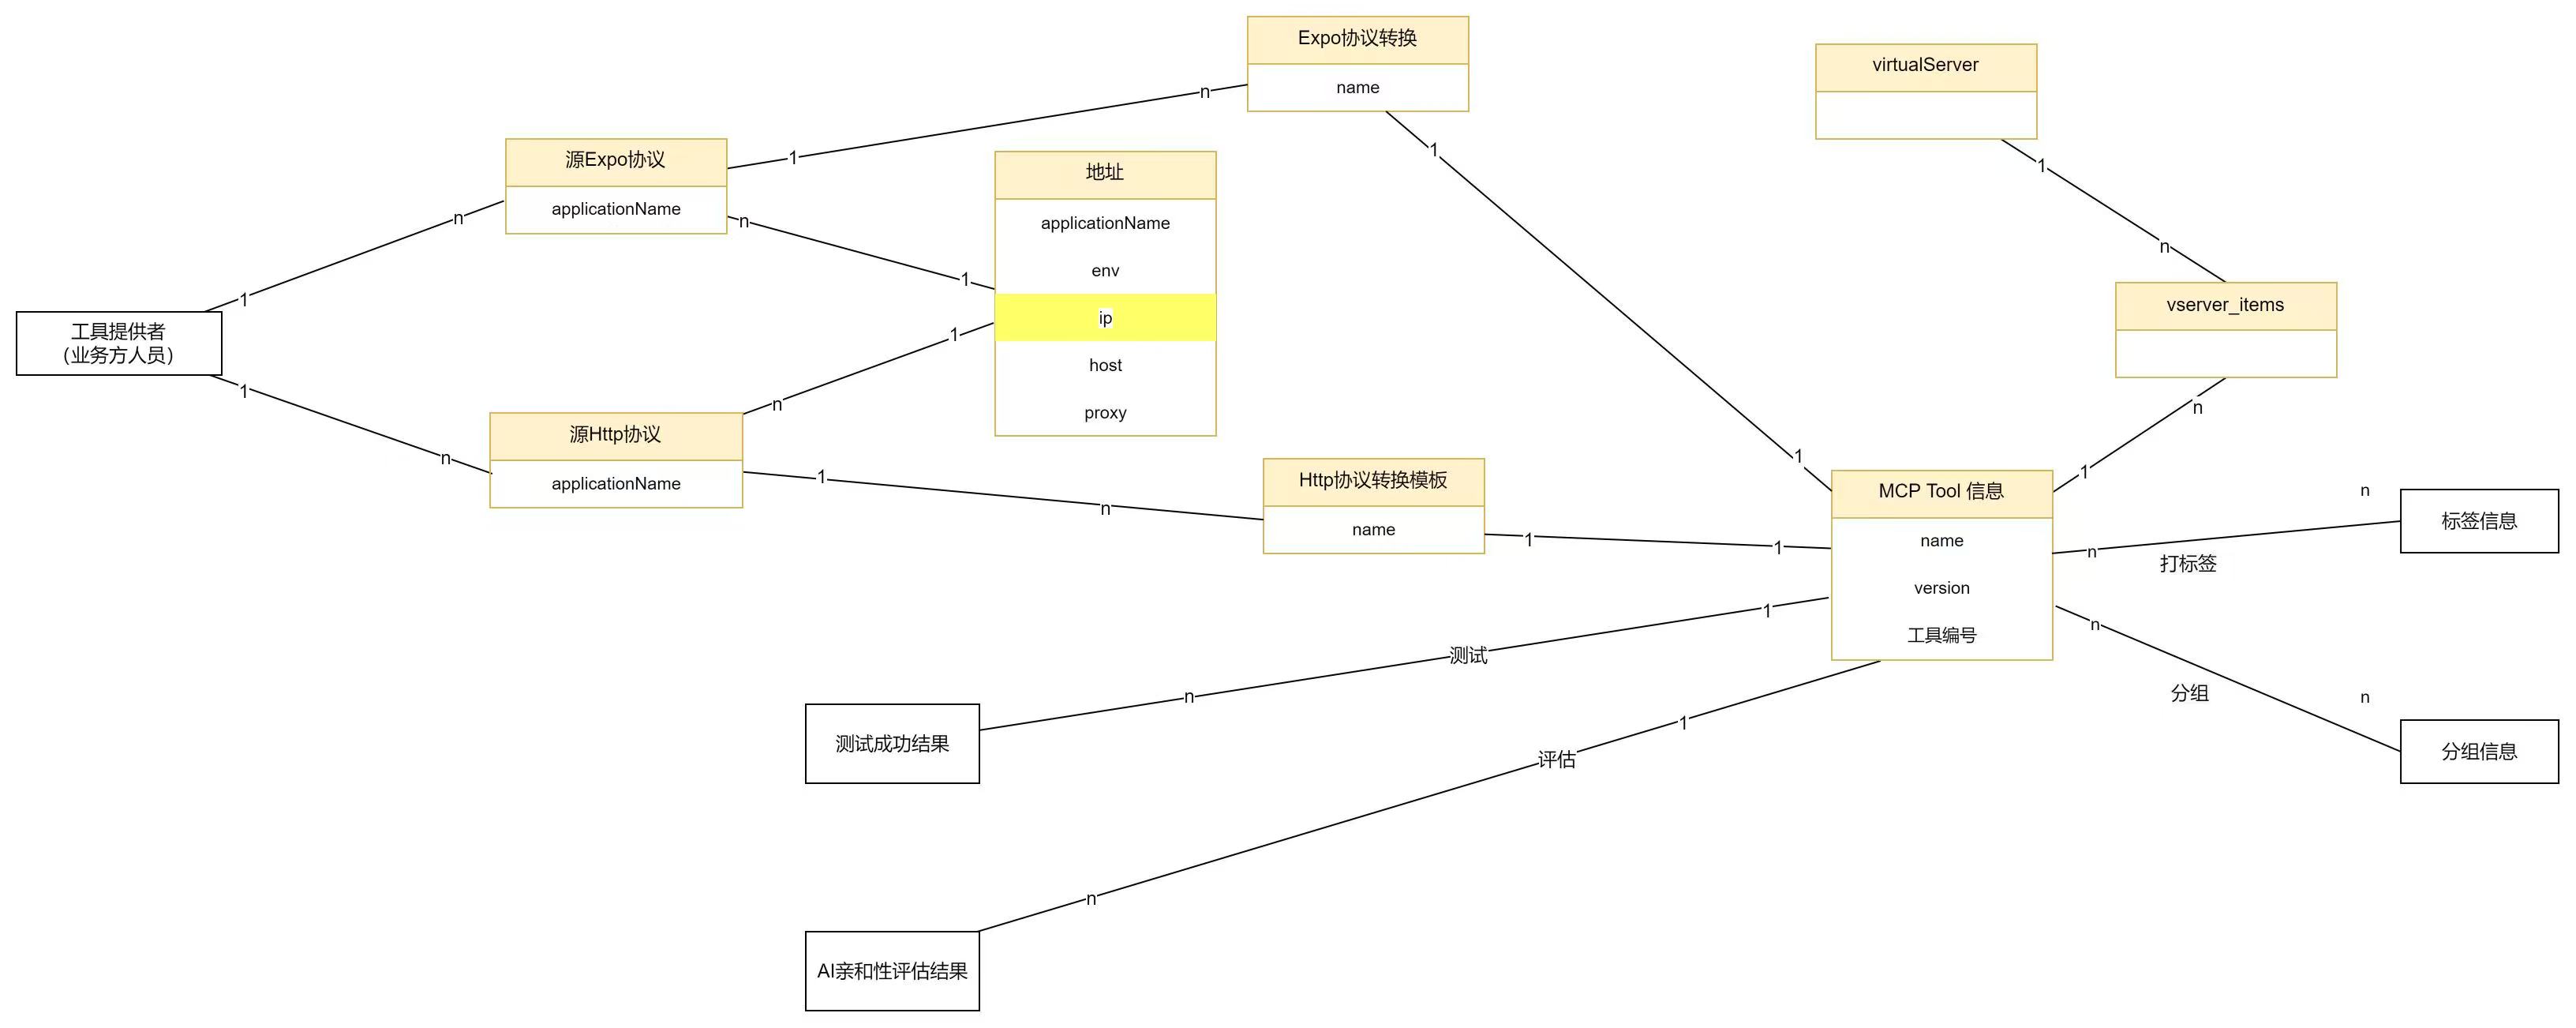 Expo协议转换
name
virtualServer
源Expo协议
applicationName
地址
applicationName
env
ip
host
proxy
工具提供者
（业务方人员）
源Http协议
applicationName
Http协议转换模板
name
vserver_items
MCP Tool 信息
name
version
工具编号
标签信息
打标签
分组
分组信息
测试
测试成功结果
评估
AI亲和性评估结果
1
n
1
n
1
n
n
1
n
1
1
n
1
1
1
1
1
n
n
1
n
n
n
n
1
n
1
n